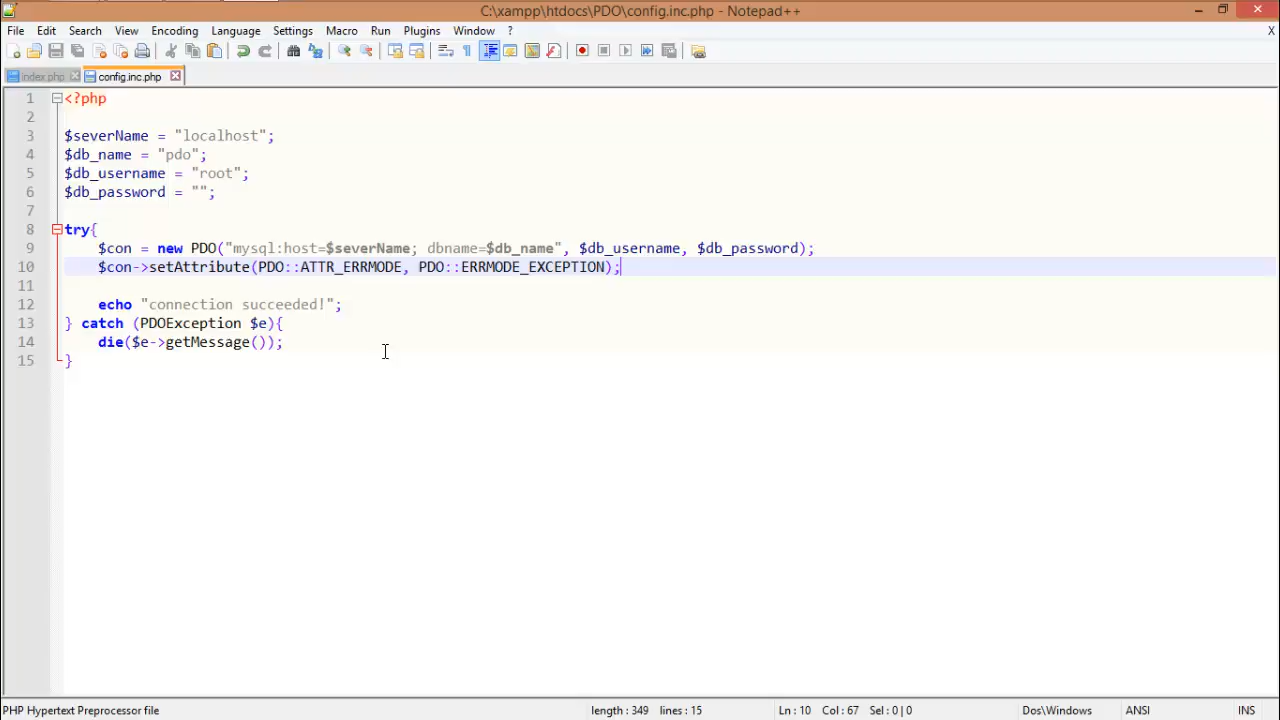 C:\xampp\htdocs\PDO\config.inc.php - Notepad++
File Edit Search View Encoding Language Settings Macro Run Plugins Window ? X
index.php config.inc.php
1 <?php
2
3 $severName = "localhost";
4 $db_name = "pdo";
5 $db_username = "root";
6 $db_password = "";
7
8 try{
9 $con = new PDO("mysql:host=$severName; dbname=$db_name", $db_username, $db_password);
10 $con->setAttribute(PDO::ATTR_ERRMODE, PDO::ERRMODE_EXCEPTION);
11
12 echo "connection succeeded!";
13 } catch (PDOException $e){
14 die($e->getMessage());
15 }
PHP Hypertext Preprocessor file length : 349 lines : 15 Ln : 10 Col : 67 Sel : 0 | 0 Dos\Windows ANSI INS